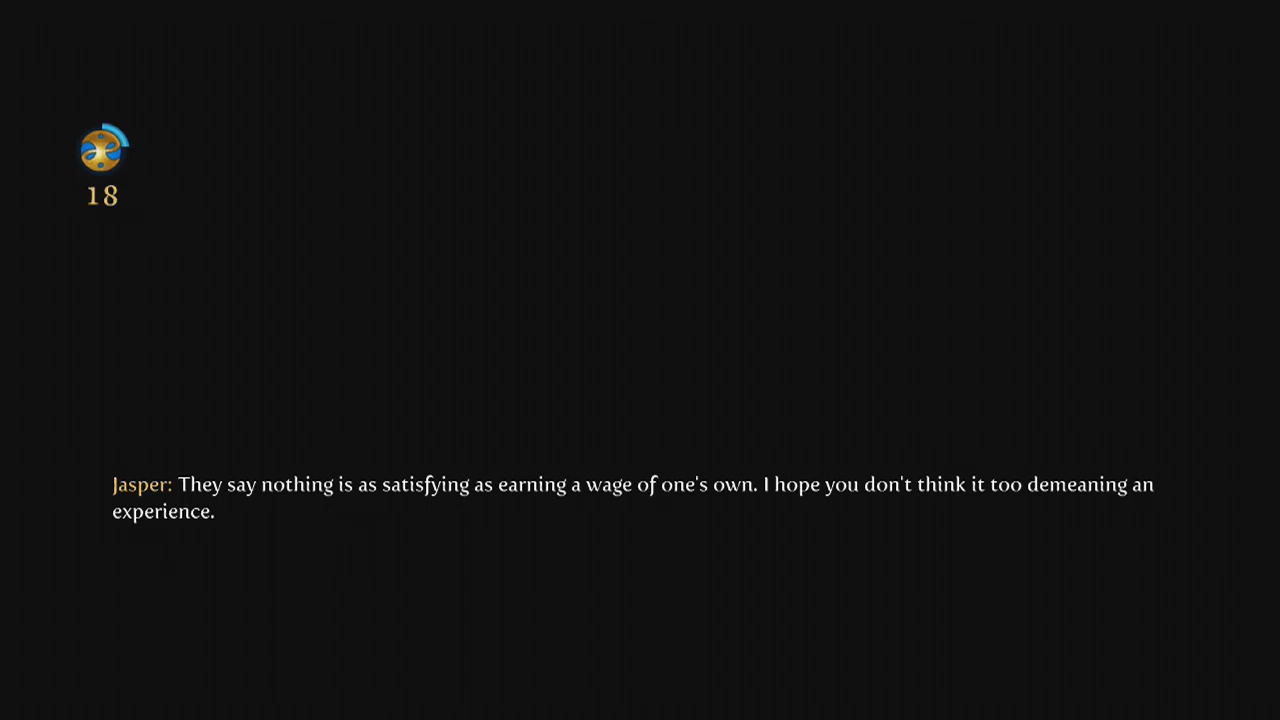 18
Jasper: They say nothing is as satisfying as earning a wage of one's own. I hope you don't think it too demeaning an
experience.